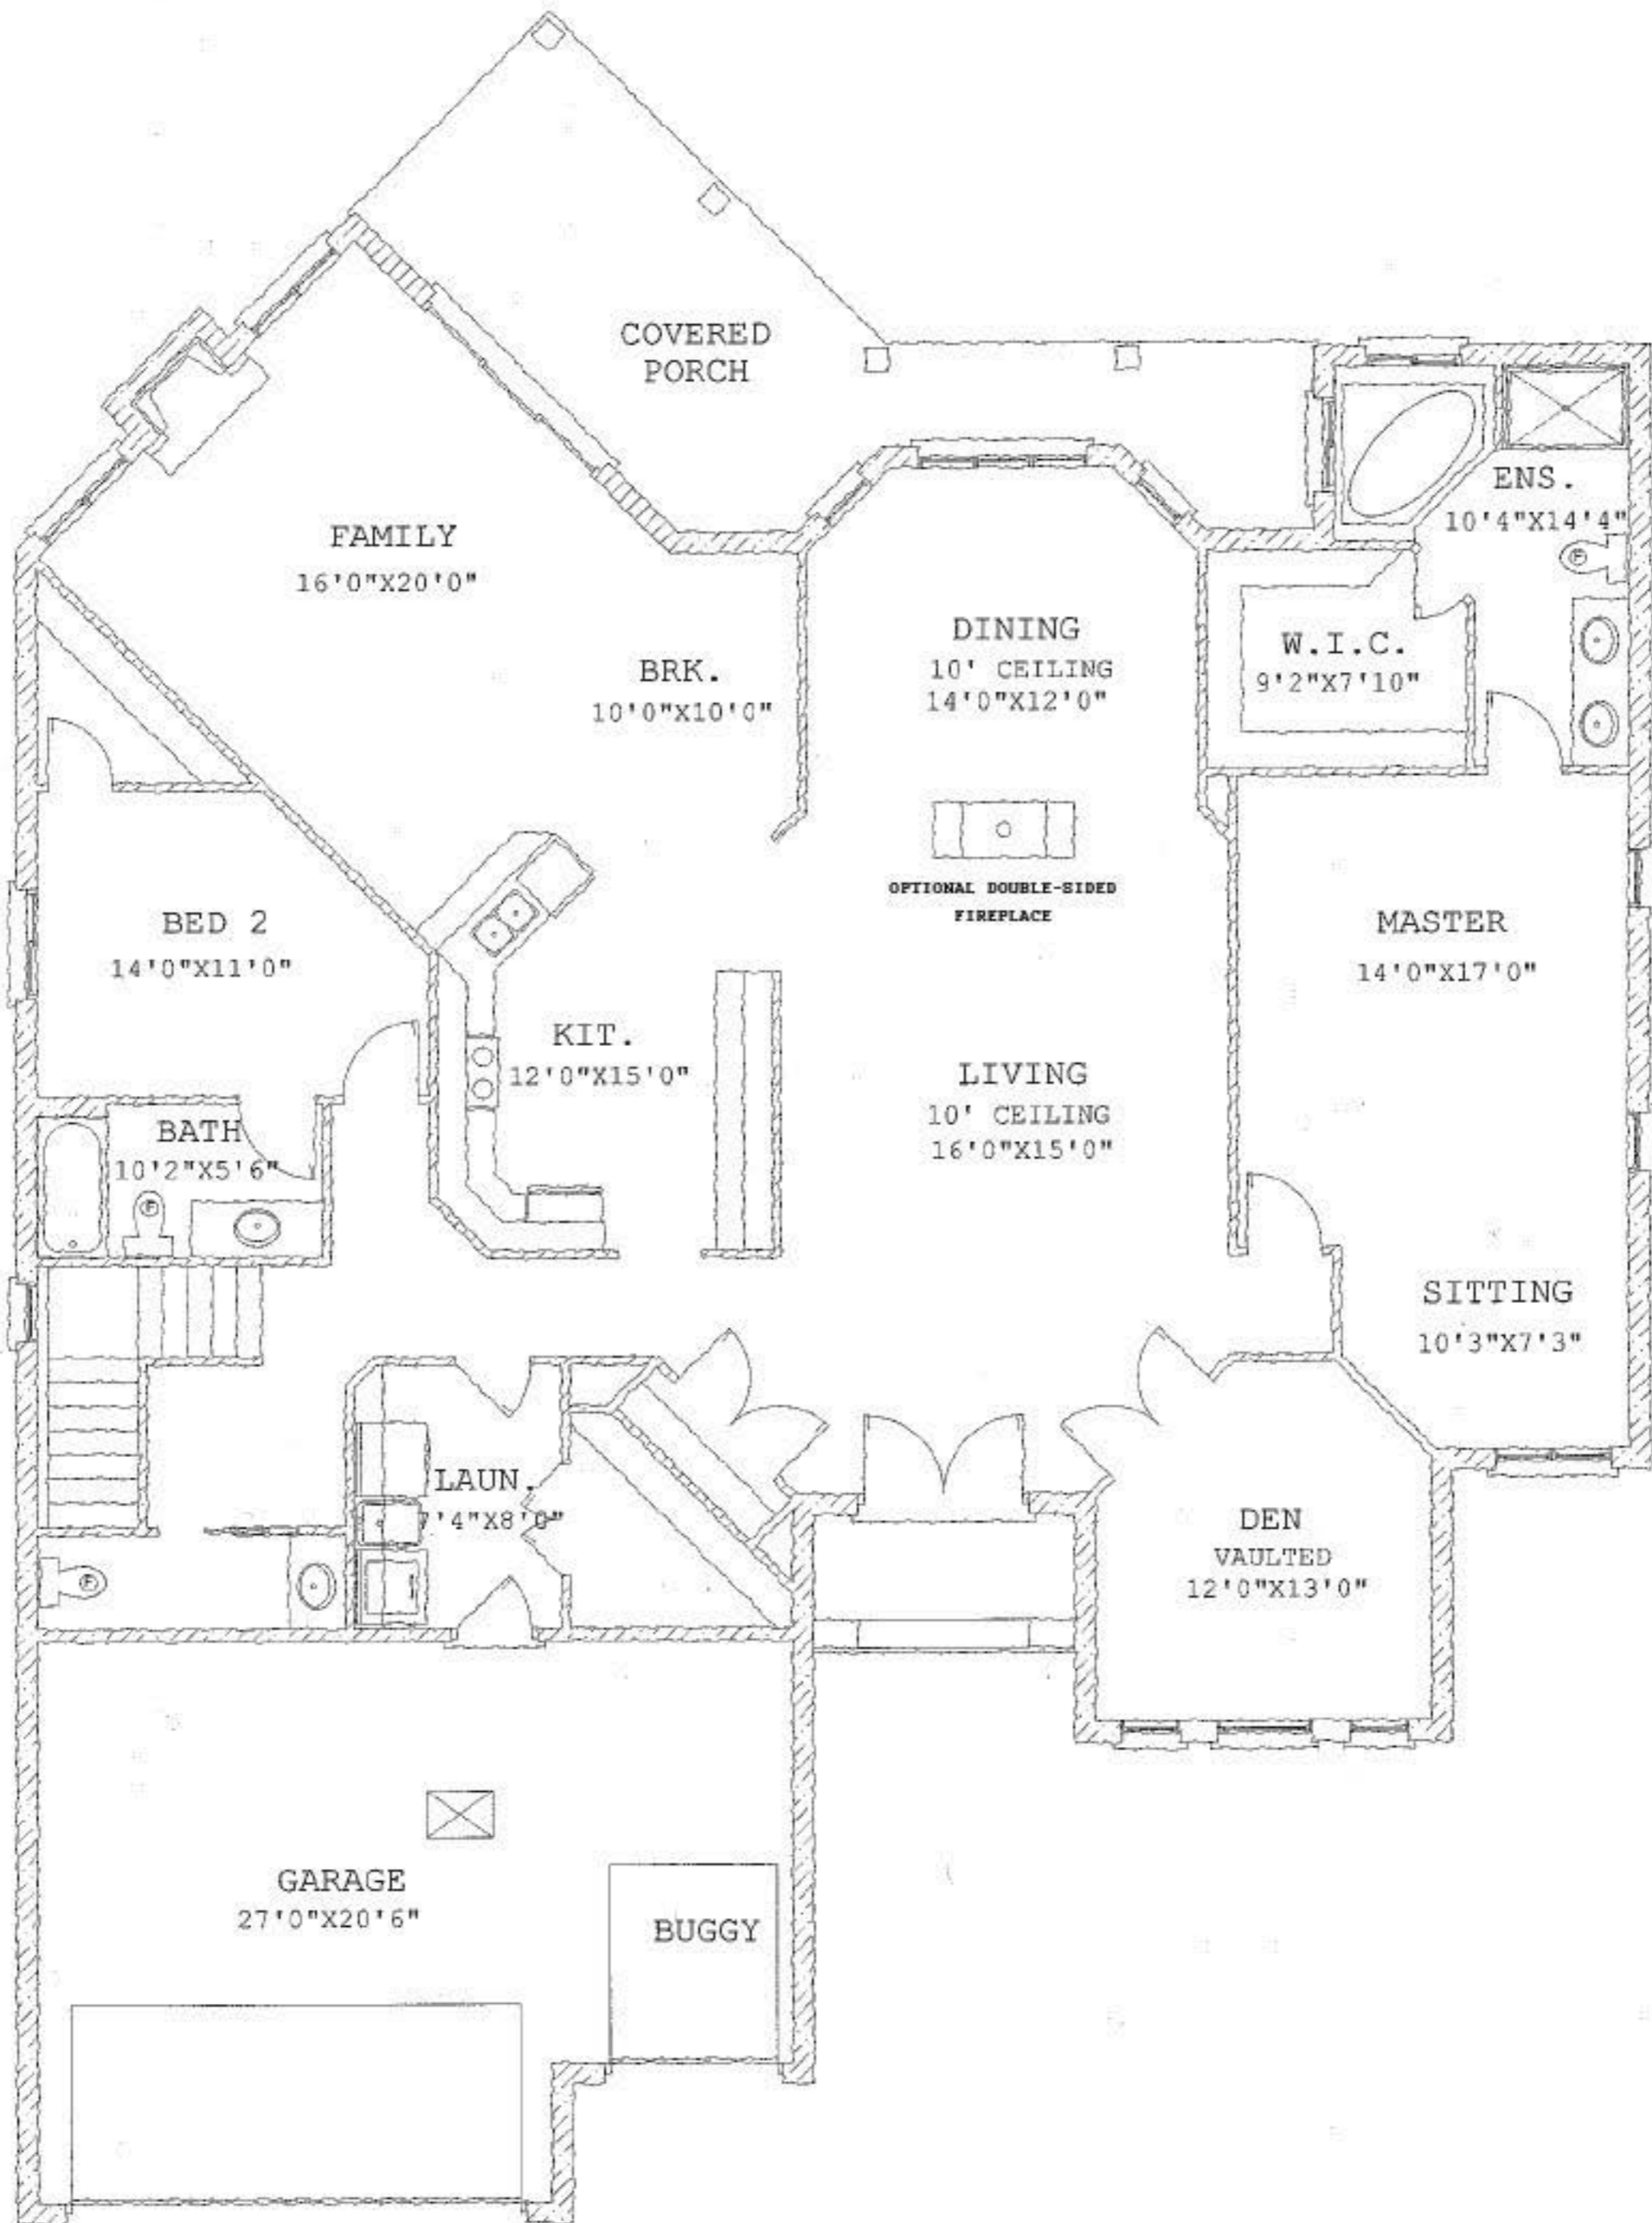 COVERED
PORCH
ENS.
10'4"X14'4"
FAMILY
16'0"X20'0"
DINING
10' CEILING
14'0"X12'0"
W.I.C.
9'2"X7'10"
BRK.
10'0"X10'0"
OPTIONAL DOUBLE-SIDED
FIREPLACE
BED 2
14'0"X11'0"
MASTER
14'0"X17'0"
KIT.
12'0"X15'0"
LIVING
10' CEILING
16'0"X15'0"
BATH
10'2"X5'6"
SITTING
10'3"X7'3"
LAUN.
7'4"X8'0"
DEN
VAULTED
12'0"X13'0"
GARAGE
27'0"X20'6"
BUGGY